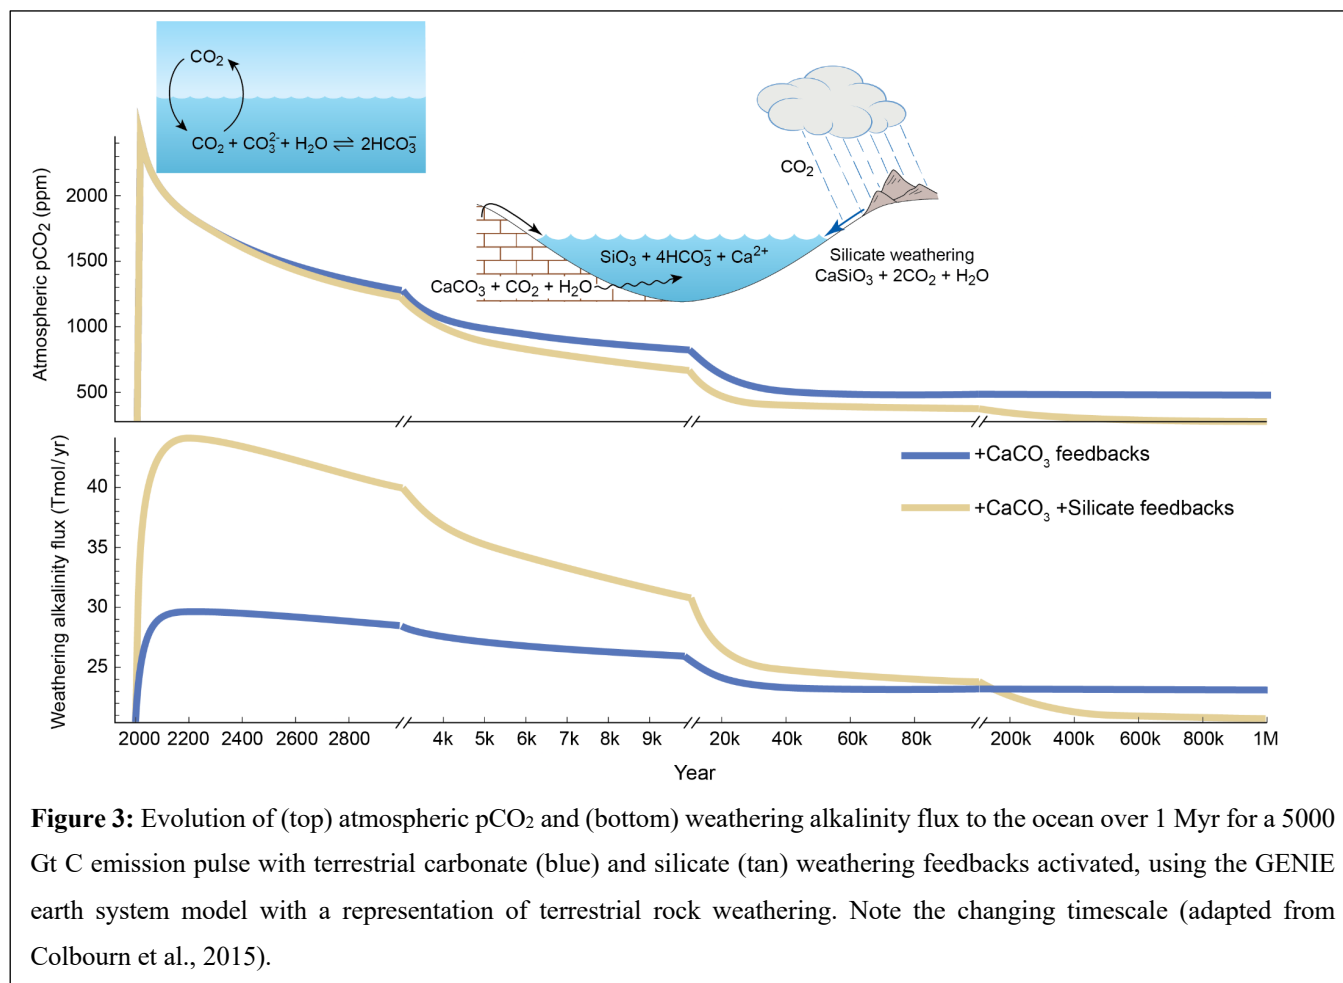 CO₂
CO₂ + CO₃²⁻ + H₂O ⇌ 2HCO₃⁻
CO₂
SiO₃ + 4HCO₃⁻ + Ca²⁺
CaCO₃ + CO₂ + H₂O
Silicate weathering
CaSiO₃ + 2CO₂ + H₂O
Atmospheric pCO₂ (ppm)
2000
1500
1000
500
+CaCO₃ feedbacks
+CaCO₃ +Silicate feedbacks
Weathering alkalinity flux (Tmol/yr)
40
35
30
25
2000 2200 2400 2600 2800 4k 5k 6k 7k 8k 9k 20k 40k 60k 80k 200k 400k 600k 800k 1M
Year
Figure 3: Evolution of (top) atmospheric pCO₂ and (bottom) weathering alkalinity flux to the ocean over 1 Myr for a 5000
Gt C emission pulse with terrestrial carbonate (blue) and silicate (tan) weathering feedbacks activated, using the GENIE
earth system model with a representation of terrestrial rock weathering. Note the changing timescale (adapted from
Colbourn et al., 2015).